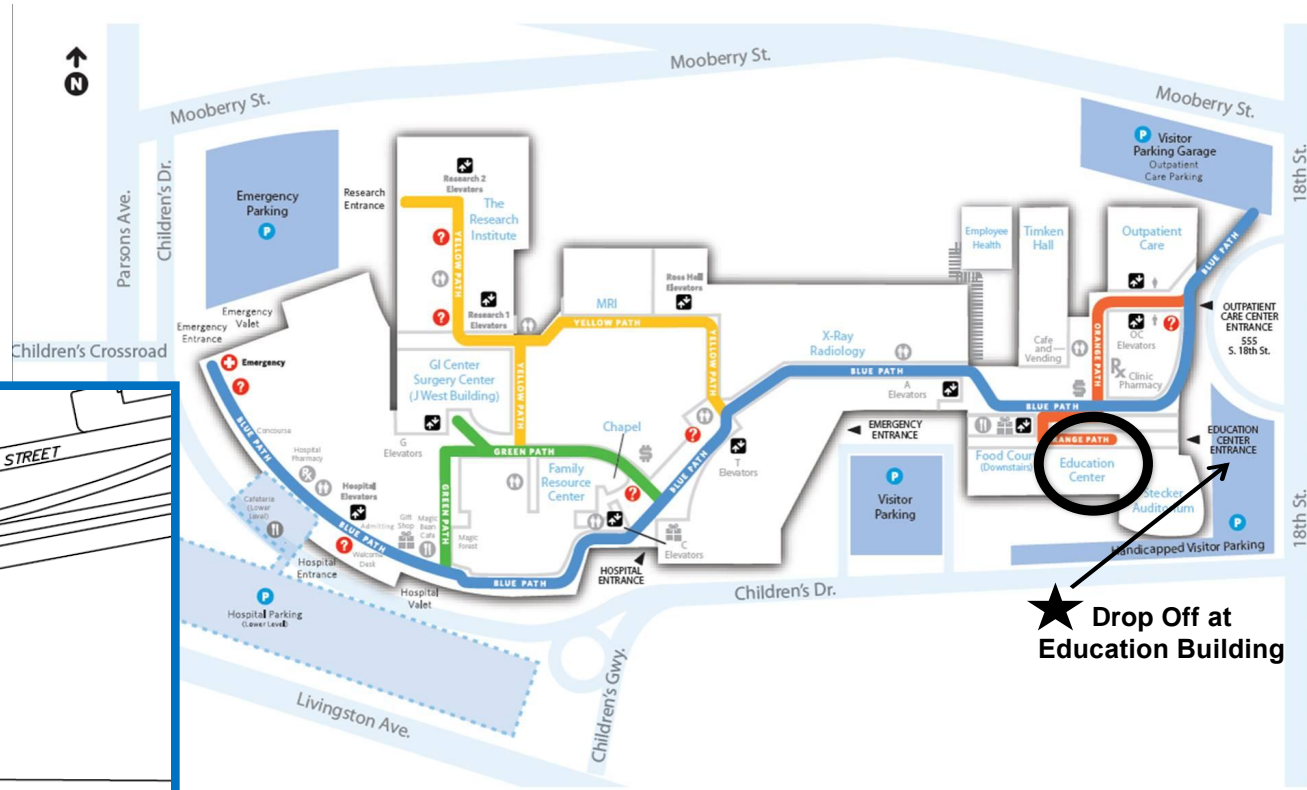 N
Mooberry St.
Mooberry St.
Mooberry St.
Parsons Ave.
Children's Dr.
18th St.
P Visitor
Parking Garage
Outpatient
Care Parking
Emergency
Parking
P
Research
Entrance
Research 2
Elevators
The
Research
Institute
?
YELLOW PATH
?
Research 1
Elevators
Employee
Health
Timken
Hall
Outpatient
Care
BLUE PATH
Ross Hall
Elevators
MRI
YELLOW PATH
YELLOW PATH
YELLOW PATH
X-Ray
Radiology
Emergency
Valet
Emergency
Entrance
Children's Crossroad
Emergency
?
GI Center
Surgery Center
(J West Building)
OUTPATIENT
CARE CENTER
ENTRANCE
555
S. 18th St.
ORANGE PATH
OC
Elevators
?
Cafe
and
Vending
Rx Clinic
Pharmacy
BLUE PATH
A
Elevators
BLUE PATH
STREET
Concourse
BLUE PATH
Hospital
Pharmacy
Rx
G
Elevators
GREEN PATH
Chapel
?
T
Elevators
EMERGENCY
ENTRANCE
ORANGE PATH
Food Court
(Downstairs)
Education
Center
EDUCATION
CENTER
ENTRANCE
Stecker
Auditorium
Family
Resource
Center
?
BLUE PATH
P
Visitor
Parking
P
Handicapped Visitor Parking
18th St.
Cafeteria
(Lower
Level)
Hospital
Elevators
Admitting
Gift
Shop
Magic
Bean
Cafe
GREEN PATH
Magic
Forest
?
BLUE PATH
Welcome
Desk
Hospital
Entrance
C
Elevators
HOSPITAL
ENTRANCE
BLUE PATH
Hospital
Valet
P
Hospital Parking
(Lower Level)
Children's Dr.
Drop Off at
Education Building
Children's Gwy.
Livingston Ave.